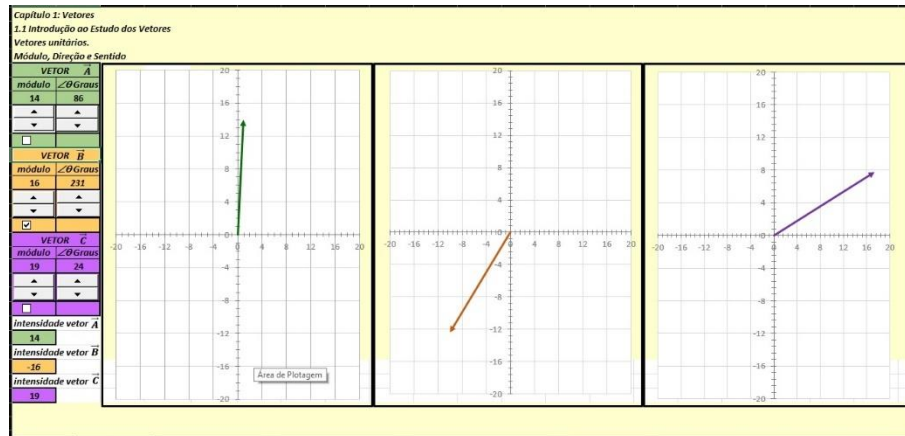 Capítulo 1: Vetores
1.1 Introdução ao Estudo dos Vetores
Vetores unitários.
Módulo, Direção e Sentido
VETOR A
módulo ∠θGraus
14 86
VETOR B
módulo ∠θGraus
16 231
VETOR C
módulo ∠θGraus
19 24
intensidade vetor A
14
intensidade vetor B
-16
intensidade vetor C
19
20
16
12
8
4
0
-20 -16 -12 -8 -4 0 4 8 12 16 20
-4
-8
-12
-16
-20
Área de Plotagem
20
16
12
8
4
0
-20 -16 -12 -8 -4 0 4 8 12 16 20
-4
-8
-12
-16
-20
20
16
12
8
4
0
-20 -16 -12 -8 -4 0 4 8 12 16 20
-4
-8
-12
-16
-20